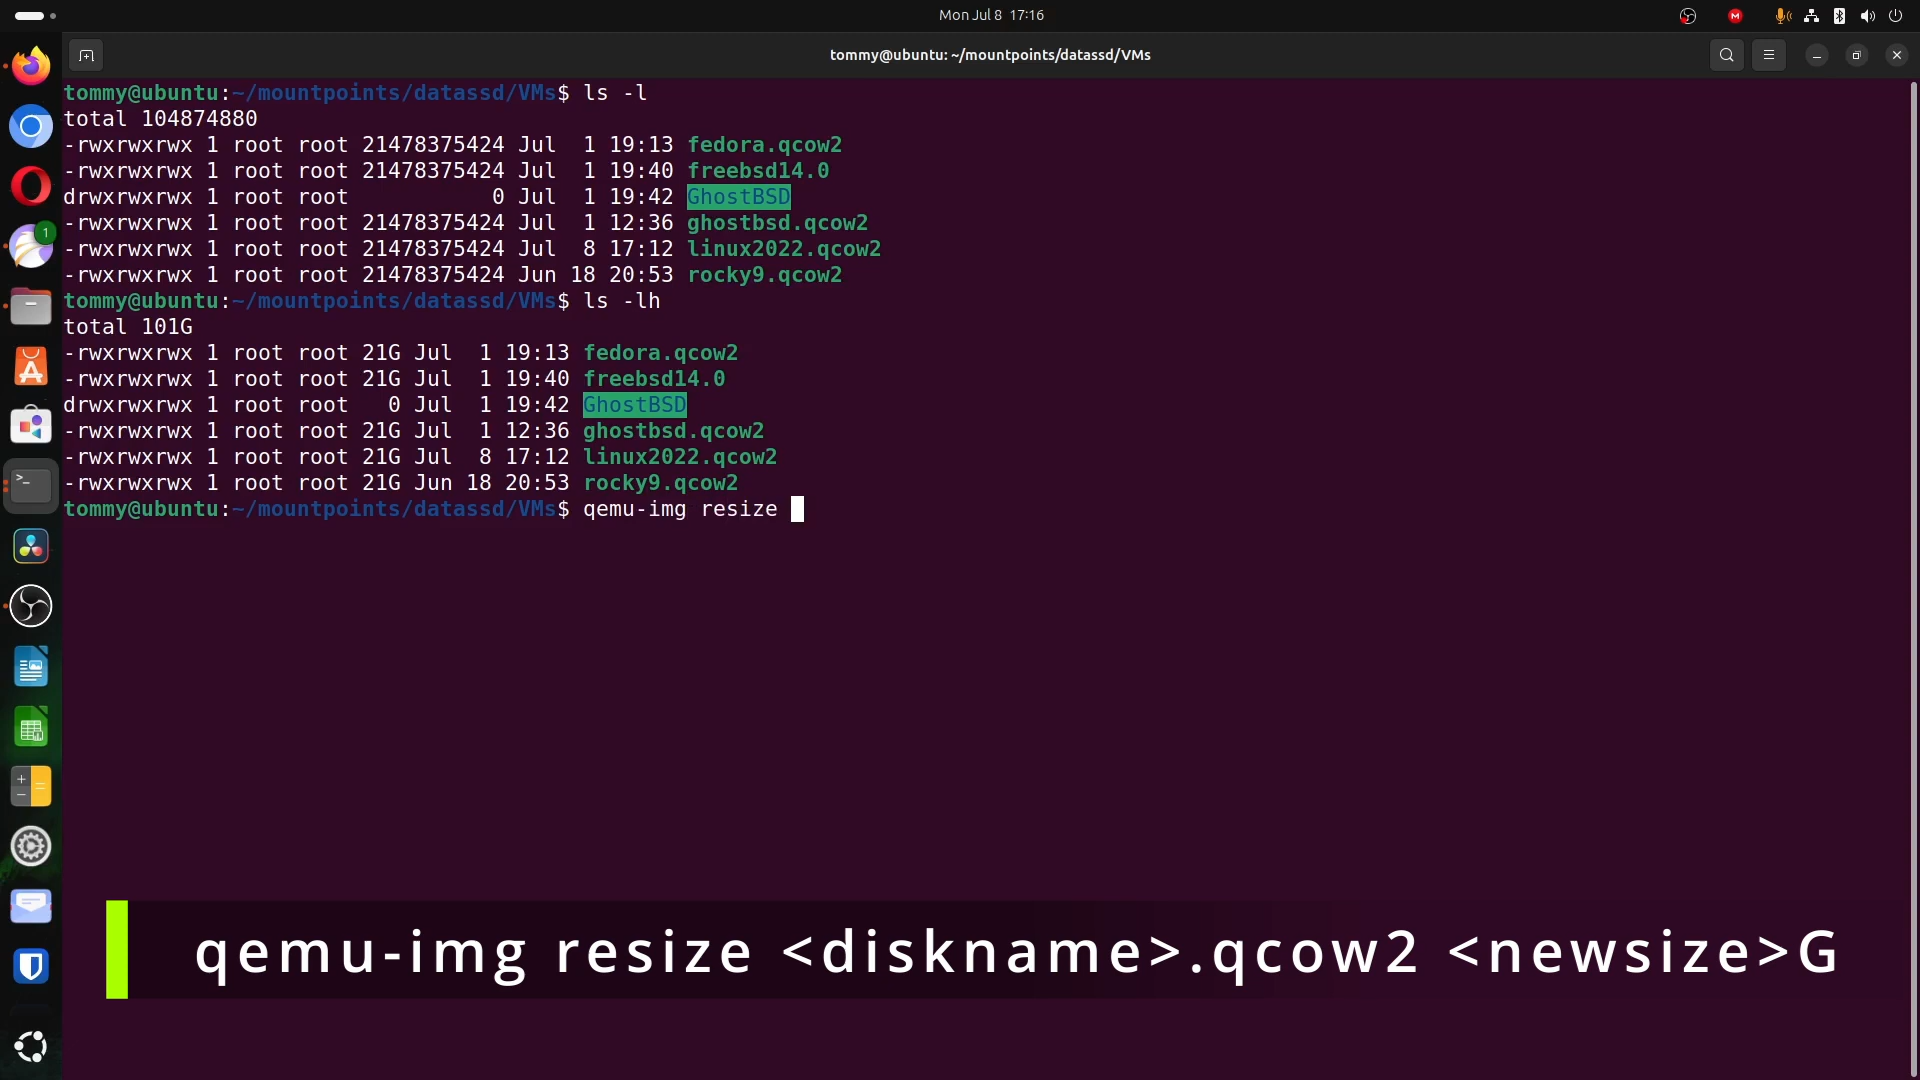 Mon Jul 8 17:16
tommy@ubuntu: ~/mountpoints/datassd/VMs
tommy@ubuntu:~/mountpoints/datassd/VMs$ ls -l
total 104874880
-rwxrwxrwx 1 root root 21478375424 Jul  1 19:13 fedora.qcow2
-rwxrwxrwx 1 root root 21478375424 Jul  1 19:40 freebsd14.0
drwxrwxrwx 1 root root           0 Jul  1 19:42 GhostBSD
-rwxrwxrwx 1 root root 21478375424 Jul  1 12:36 ghostbsd.qcow2
-rwxrwxrwx 1 root root 21478375424 Jul  8 17:12 linux2022.qcow2
-rwxrwxrwx 1 root root 21478375424 Jun 18 20:53 rocky9.qcow2
tommy@ubuntu:~/mountpoints/datassd/VMs$ ls -lh
total 101G
-rwxrwxrwx 1 root root 21G Jul  1 19:13 fedora.qcow2
-rwxrwxrwx 1 root root 21G Jul  1 19:40 freebsd14.0
drwxrwxrwx 1 root root   0 Jul  1 19:42 GhostBSD
-rwxrwxrwx 1 root root 21G Jul  1 12:36 ghostbsd.qcow2
-rwxrwxrwx 1 root root 21G Jul  8 17:12 linux2022.qcow2
-rwxrwxrwx 1 root root 21G Jun 18 20:53 rocky9.qcow2
tommy@ubuntu:~/mountpoints/datassd/VMs$ qemu-img resize
1
M
qemu-img resize <diskname>.qcow2 <newsize>G